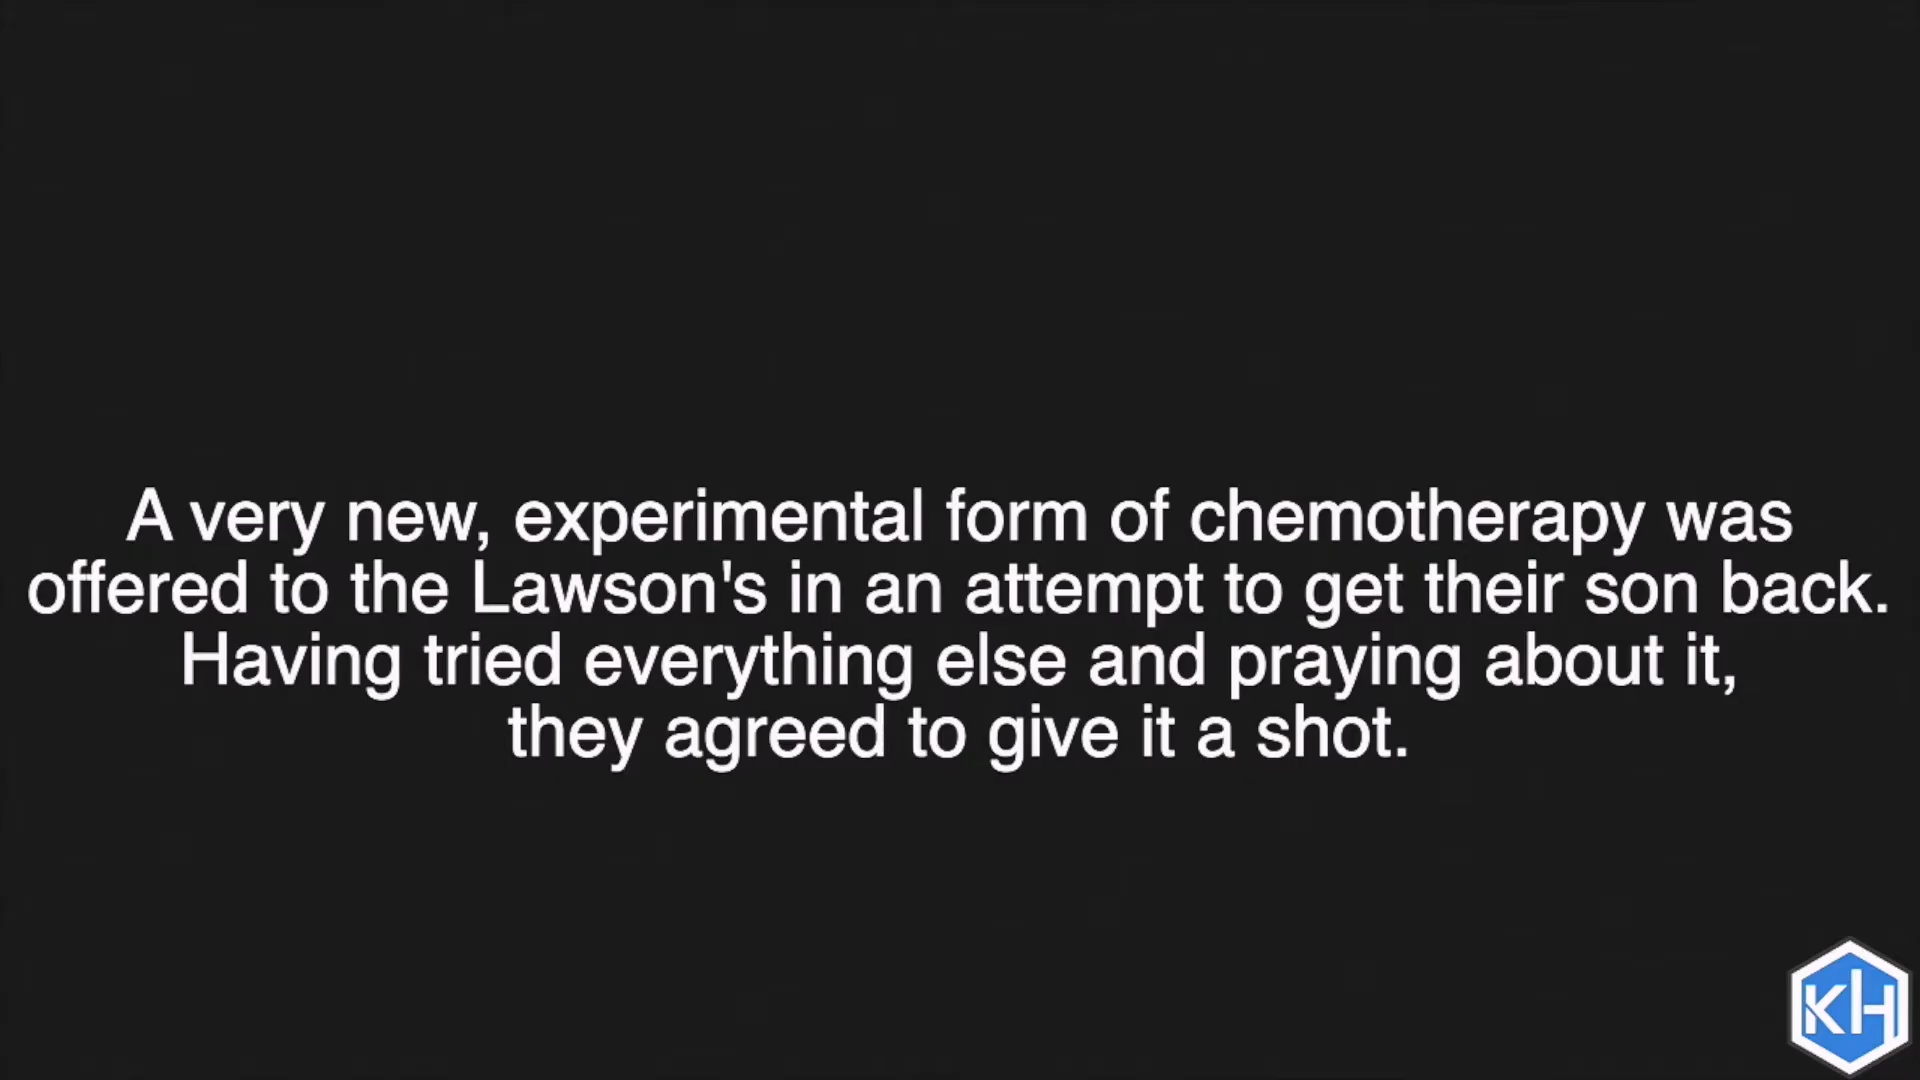 A very new, experimental form of chemotherapy was
offered to the Lawson's in an attempt to get their son back.
Having tried everything else and praying about it,
they agreed to give it a shot.
KH